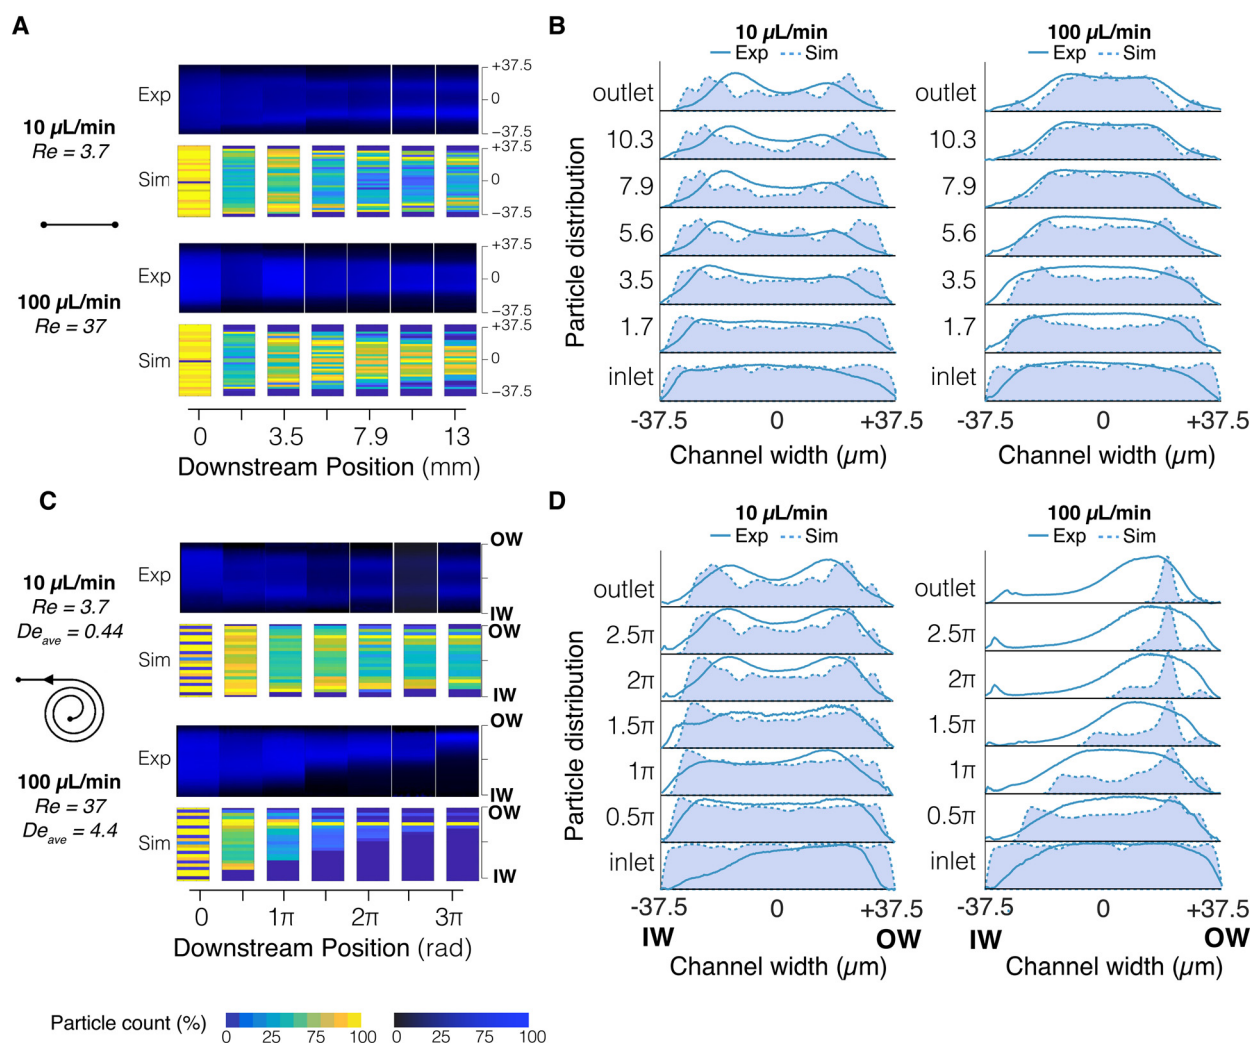 A
Exp
+37.5
0
−37.5
10 µL/min
Re = 3.7
Sim
+37.5
0
−37.5
Exp
+37.5
0
−37.5
100 µL/min
Re = 37
Sim
+37.5
0
−37.5
0 3.5 7.9 13
Downstream Position (mm)
B
10 µL/min
Exp Sim
100 µL/min
Exp Sim
Particle distribution
outlet
10.3
7.9
5.6
3.5
1.7
inlet
-37.5 0 +37.5
Channel width (µm)
outlet
10.3
7.9
5.6
3.5
1.7
inlet
-37.5 0 +37.5
Channel width (µm)
C
Exp
OW
IW
10 µL/min
Re = 3.7
De ave = 0.44
Sim
OW
IW
Exp
OW
IW
100 µL/min
Re = 37
De ave = 4.4
Sim
OW
IW
0 1π 2π 3π
Downstream Position (rad)
Particle count (%)
0 25 75 100
0 25 75 100
D
10 µL/min
Exp Sim
100 µL/min
Exp Sim
Particle distribution
outlet
2.5π
2π
1.5π
1π
0.5π
inlet
-37.5 0 +37.5
IW OW
Channel width (µm)
outlet
2.5π
2π
1.5π
1π
0.5π
inlet
-37.5 0 +37.5
IW OW
Channel width (µm)